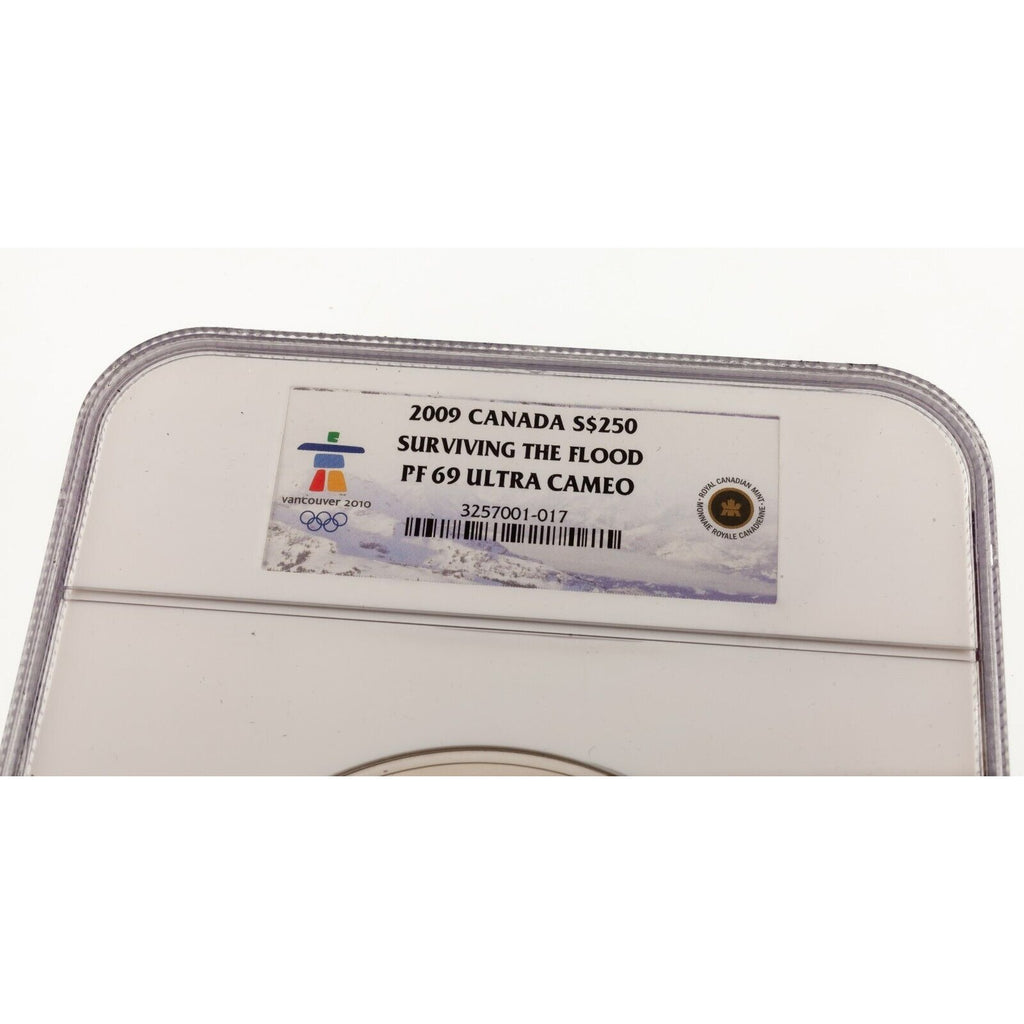 2009 CANADA S$250
SURVIVING THE FLOOD
PF 69 ULTRA CAMEO
3257001-017
vancouver 2010
ROYAL CANADIAN MINT
MONNAIE ROYALE CANADIENNE